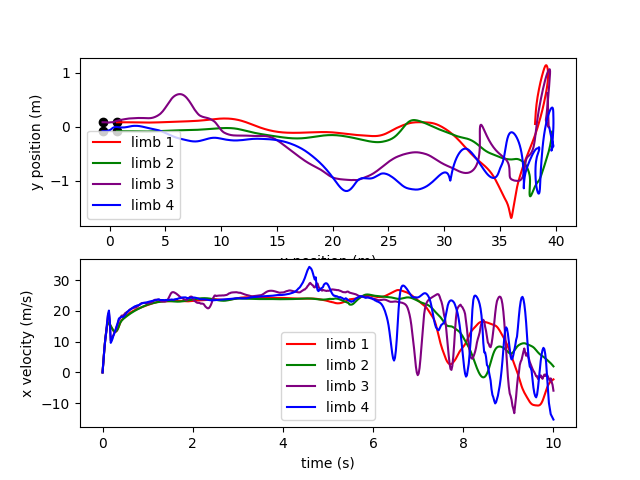 1
0
−1
y position (m)
limb 1
limb 2
limb 3
limb 4
0 5 10 15 20 25 30 35 40
x position (m)
30
20
10
0
−10
x velocity (m/s)
limb 1
limb 2
limb 3
limb 4
0 2 4 6 8 10
time (s)